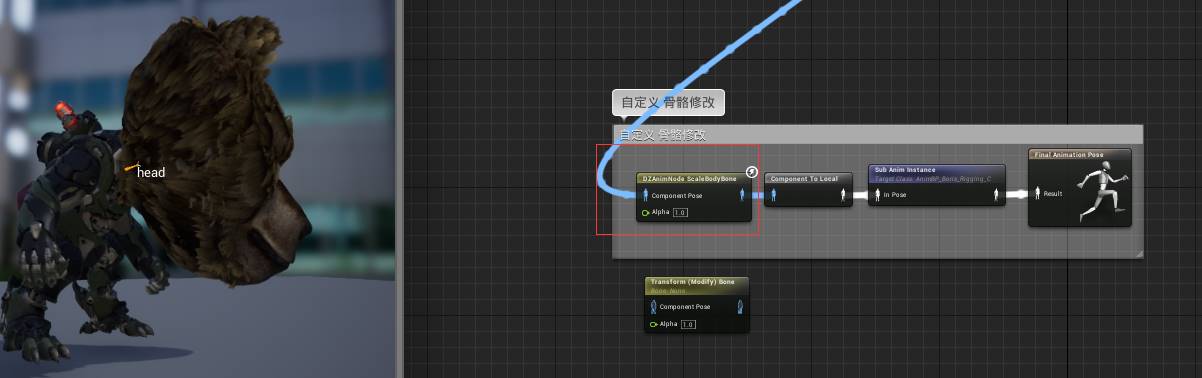 head
自定义 骨骼修改
自定义 骨骼修改
DZAnimNode ScaleBodyBone
Component Pose
Alpha 1.0
Component To Local
Sub Anim Instance
Target Class: AnimBP_Boris_Rigging_C
In Pose
Final Animation Pose
Result
Transform (Modify) Bone
Bone: None
Component Pose
Alpha 1.0